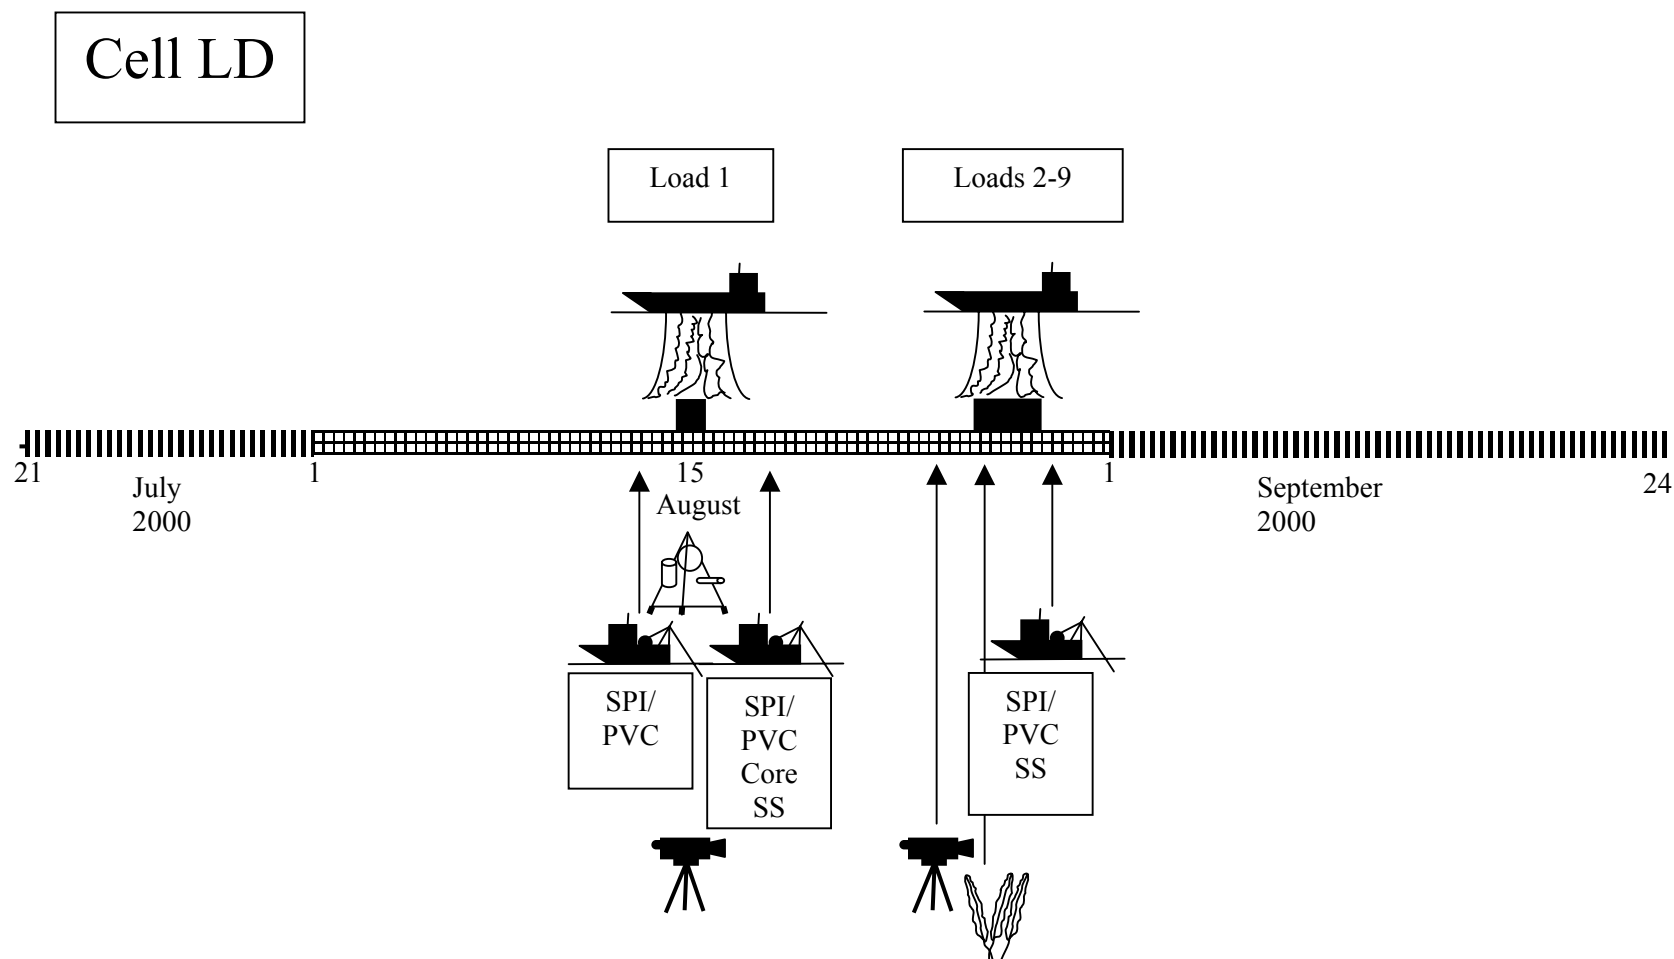 Cell LD
Load 1
Loads 2-9
21
1
15
1
24
July
2000
August
September
2000
SPI/
PVC
SPI/
PVC
Core
SS
SPI/
PVC
SS